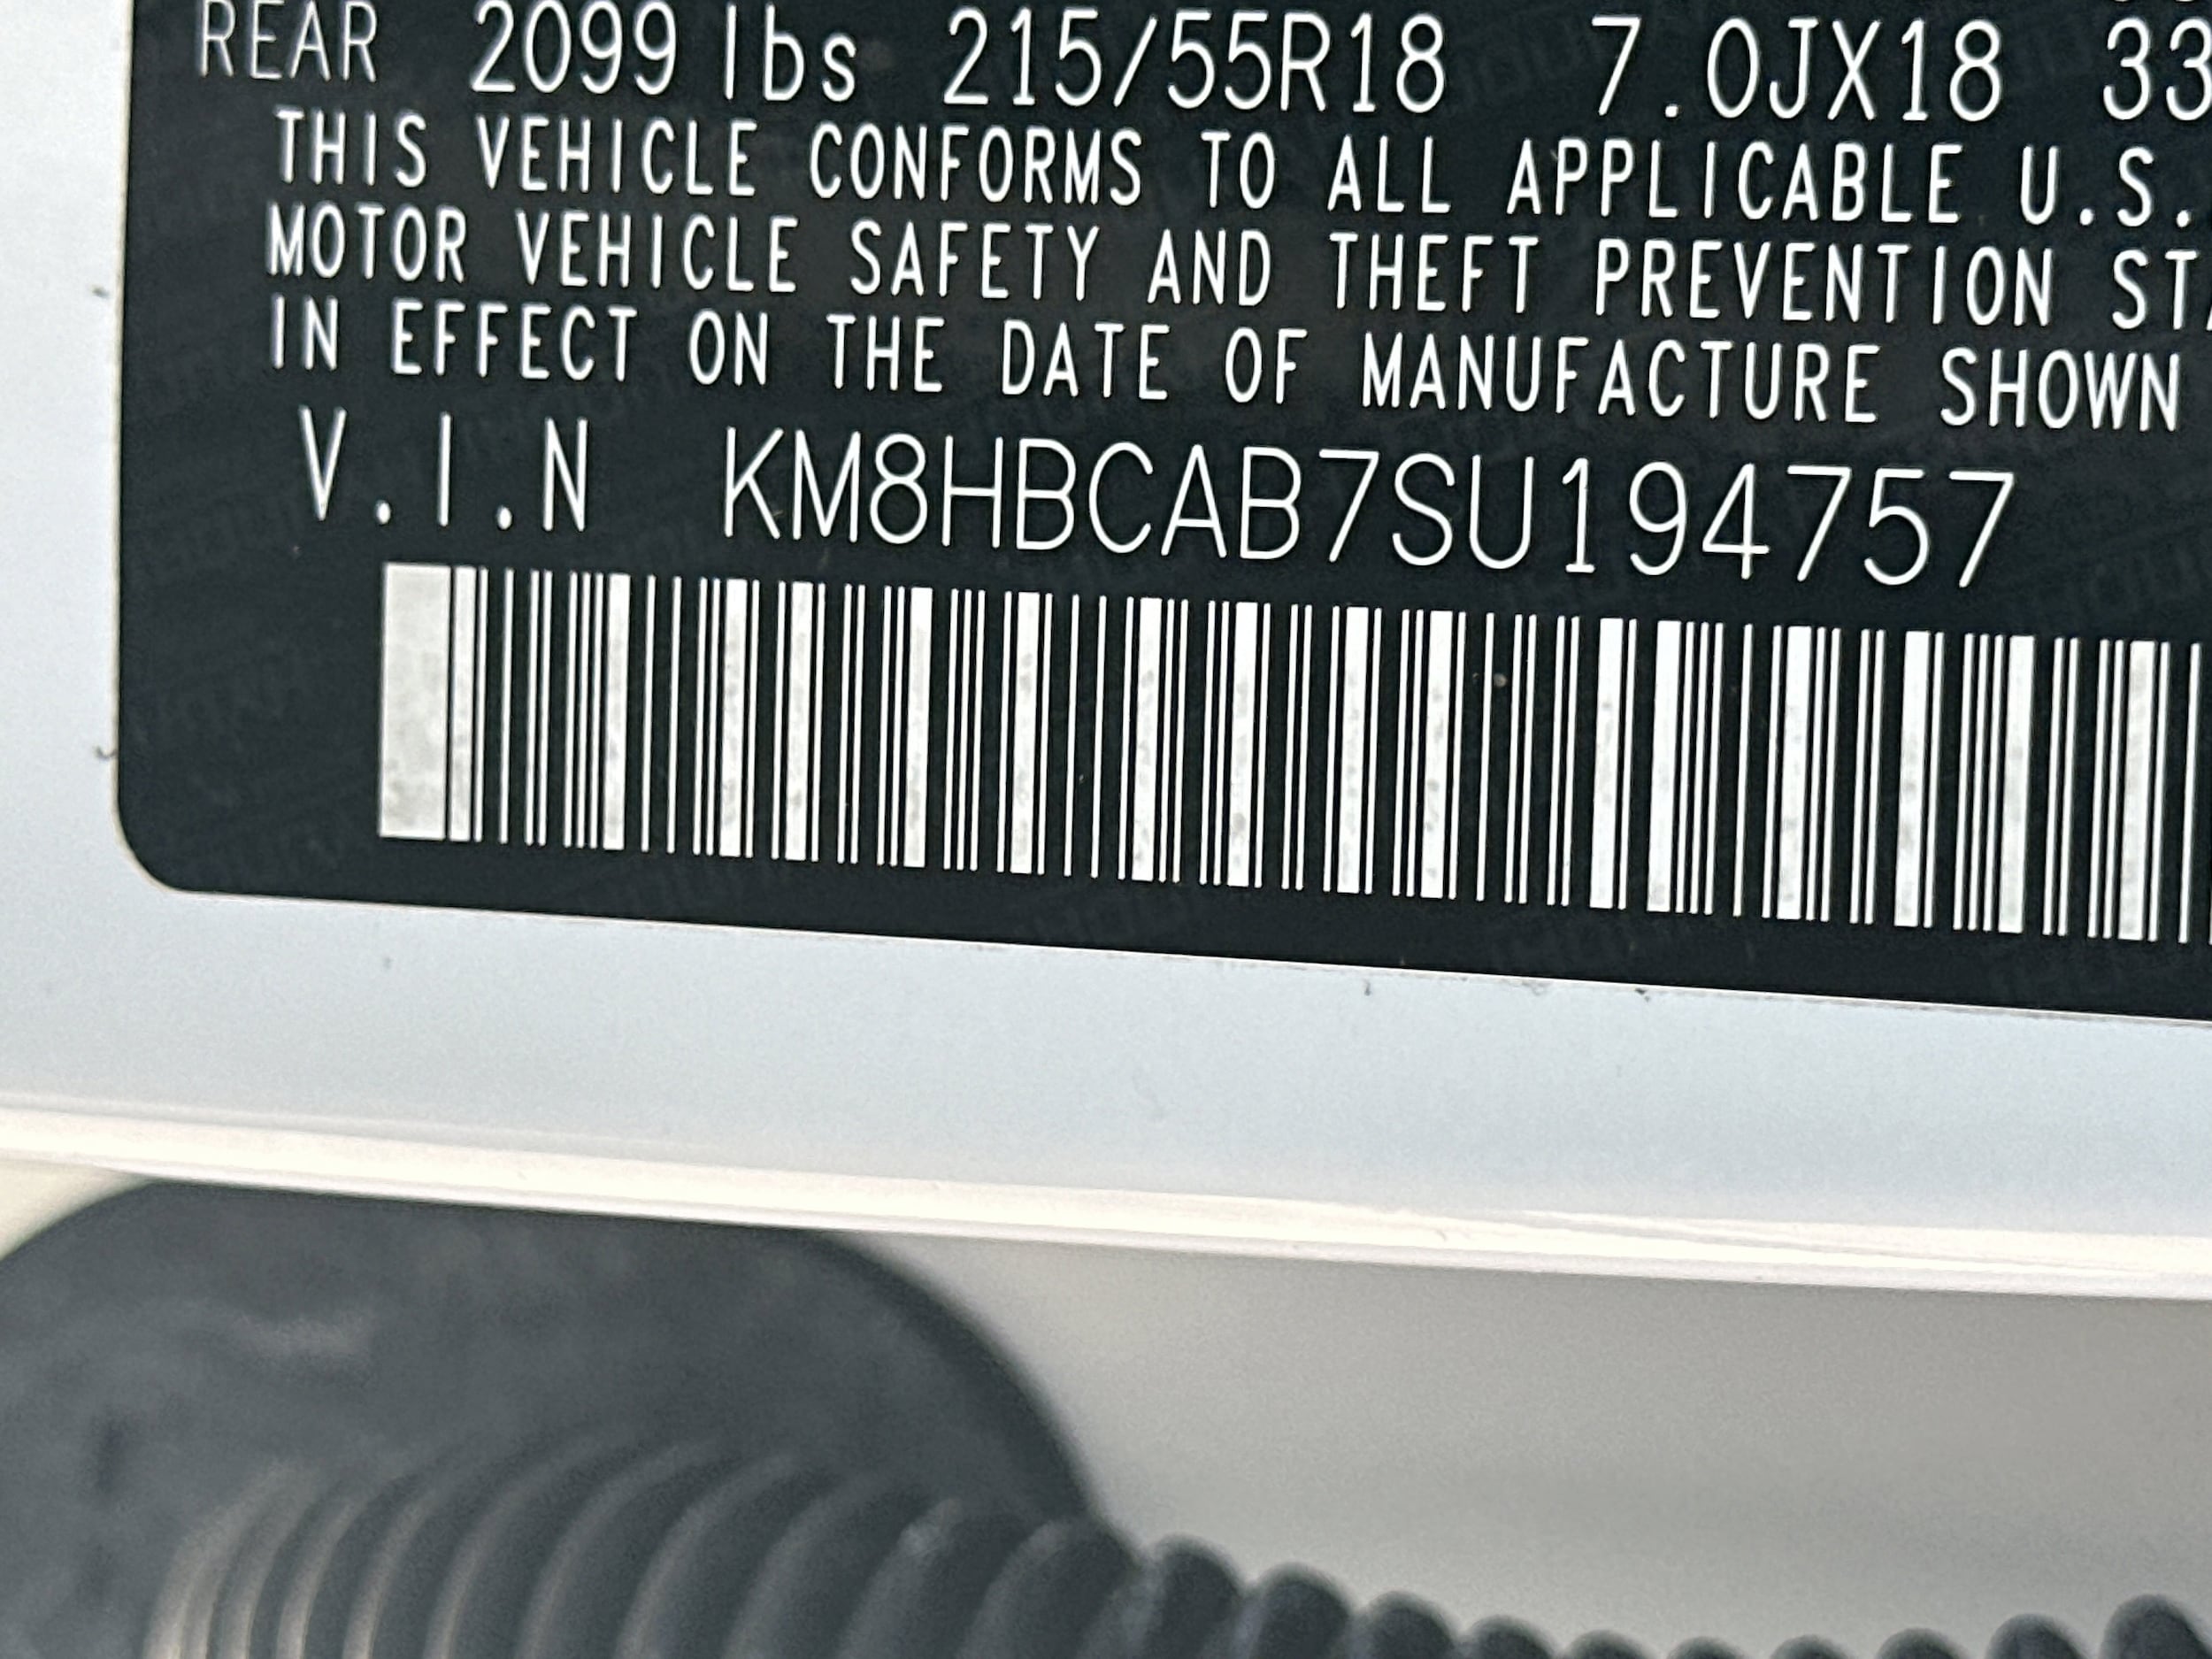 REAR 2099 lbs 215/55R18 7.0JX18 33
THIS VEHICLE CONFORMS TO ALL APPLICABLE U.S.
MOTOR VEHICLE SAFETY AND THEFT PREVENTION
IN EFFECT ON THE DATE OF MANUFACTURE SHOWN
V.I.N KM8HBCAB7SU194757